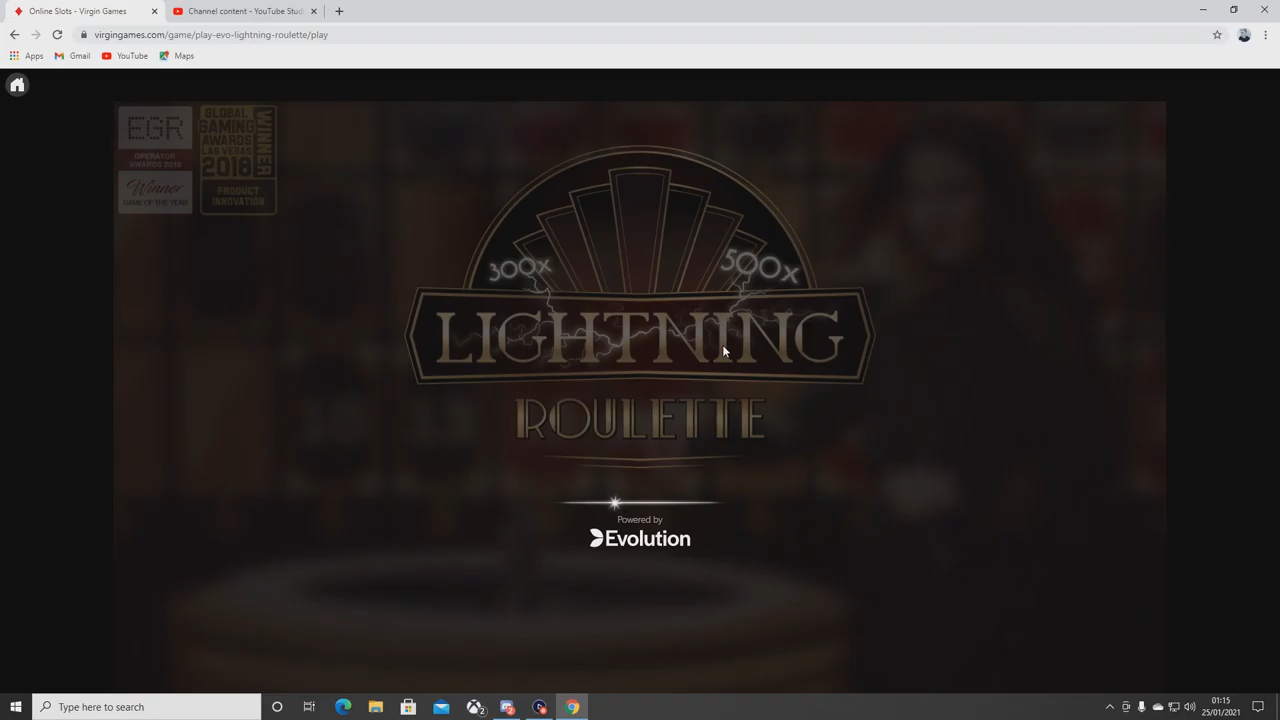 Online Slots - Virgin Games
Channel content - YouTube Stud
virgingames.com/game/play-evo-lightning-roulette/play
Apps
Gmail
YouTube
Maps
EGR
OPERATOR
AWARDS 2018
Winner
GAME OF THE YEAR
GLOBAL
GAMING
AWARDS
LAS VEGAS
2018
WINNER
PRODUCT
INNOVATION
300x
500x
LIGHTNING
ROULETTE
Powered by
Evolution
Type here to search
01:15
25/01/2021